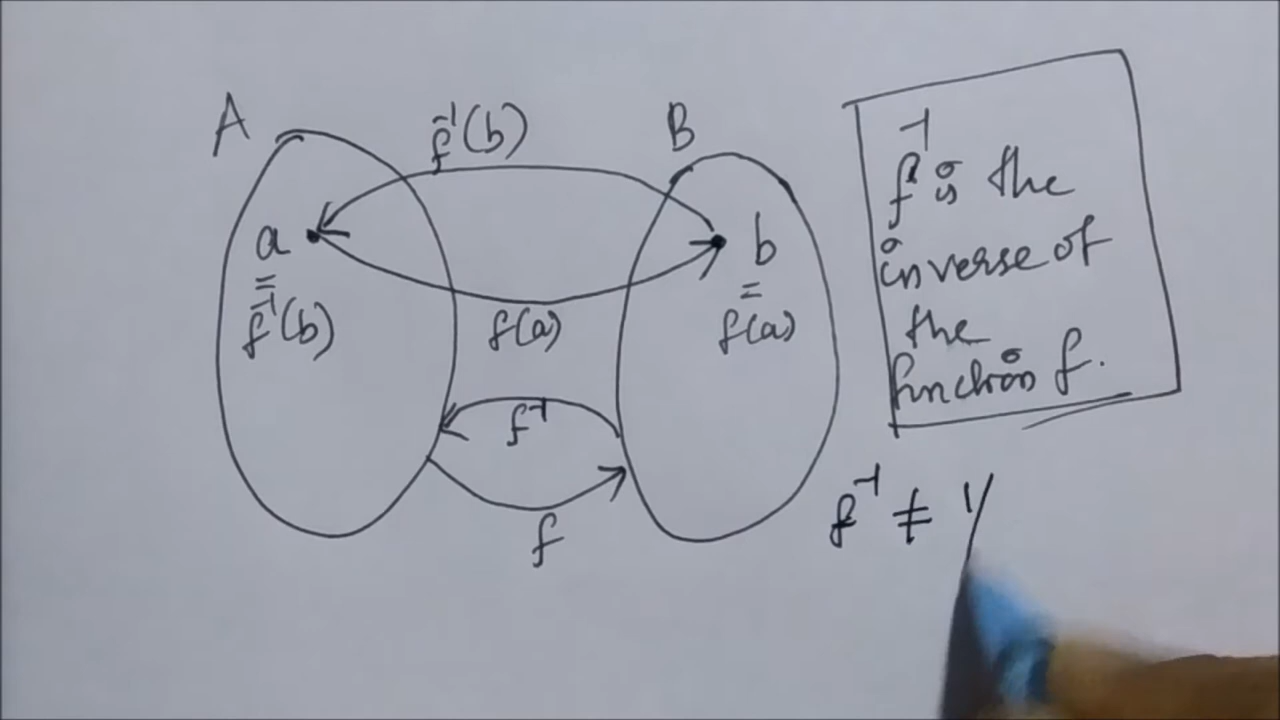 A
f⁻¹(b)
B
a
=
f⁻¹(b)
f(a)
b
=
f(a)
f⁻¹
f
f⁻¹ is the
inverse of
the
function f.
f⁻¹ ≠ 1/